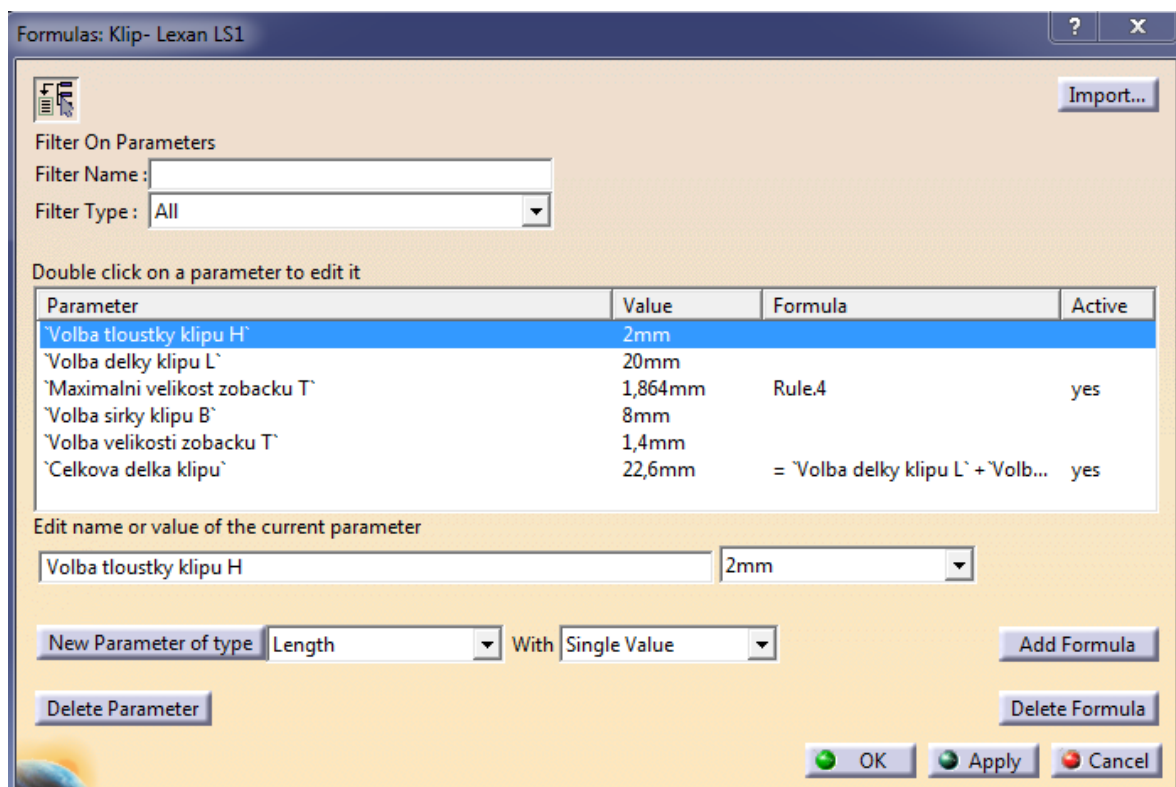 Formulas: Klip- Lexan LS1
? x
Import...
Filter On Parameters
Filter Name :
Filter Type : All
Double click on a parameter to edit it
Parameter Value Formula Active
`Volba tloustky klipu H` 2mm
`Volba delky klipu L` 20mm
`Maximalni velikost zobacku T` 1,864mm Rule.4 yes
`Volba sirky klipu B` 8mm
`Volba velikosti zobacku T` 1,4mm
`Celkova delka klipu` 22,6mm = `Volba delky klipu L` +`Volb... yes
Edit name or value of the current parameter
Volba tloustky klipu H 2mm
New Parameter of type Length With Single Value Add Formula
Delete Parameter Delete Formula
OK Apply Cancel